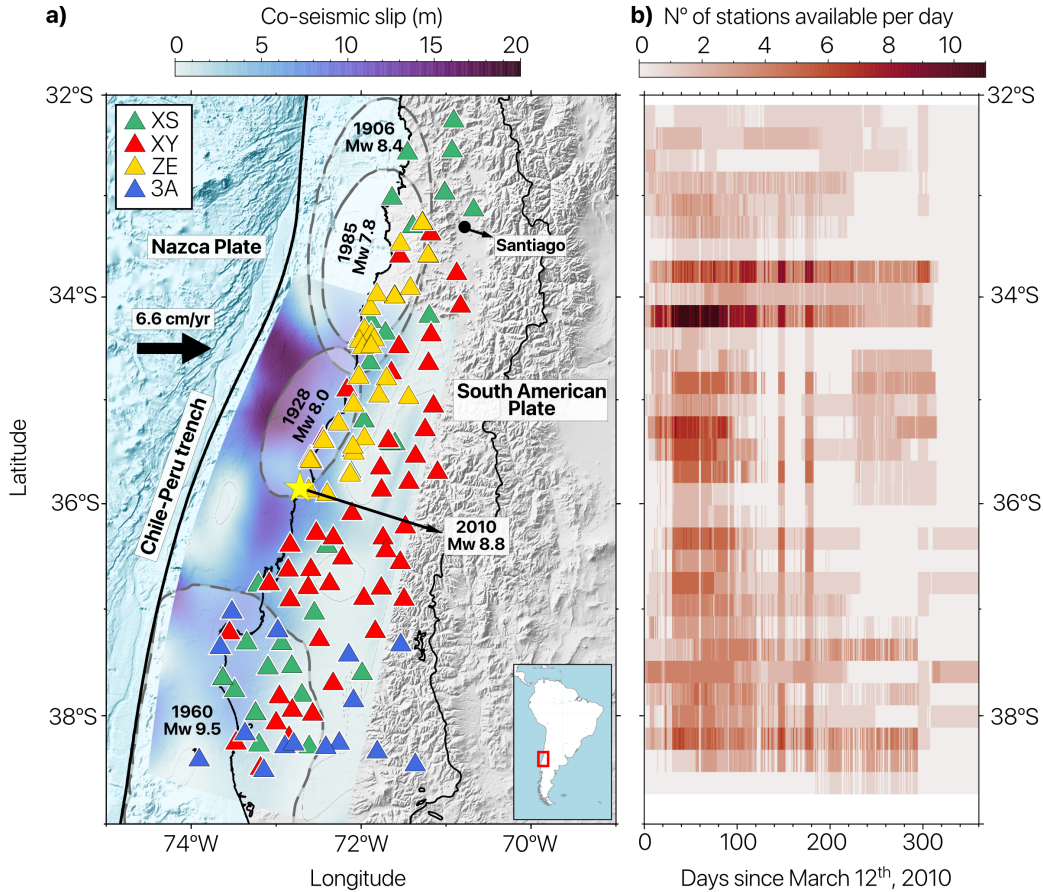 a)
Co-seismic slip (m)
0 5 10 15 20
32°S
34°S
36°S
38°S
Latitude
XS
XY
ZE
3A
1906
Mw 8.4
1985
Mw 7.8
Nazca Plate
Santiago
6.6 cm/yr
1928
Mw 8.0
South American
Plate
Chile-Peru trench
2010
Mw 8.8
1960
Mw 9.5
74°W 72°W 70°W
Longitude
b)
N° of stations available per day
0 2 4 6 8 10
32°S
34°S
36°S
38°S
0 100 200 300
Days since March 12th, 2010